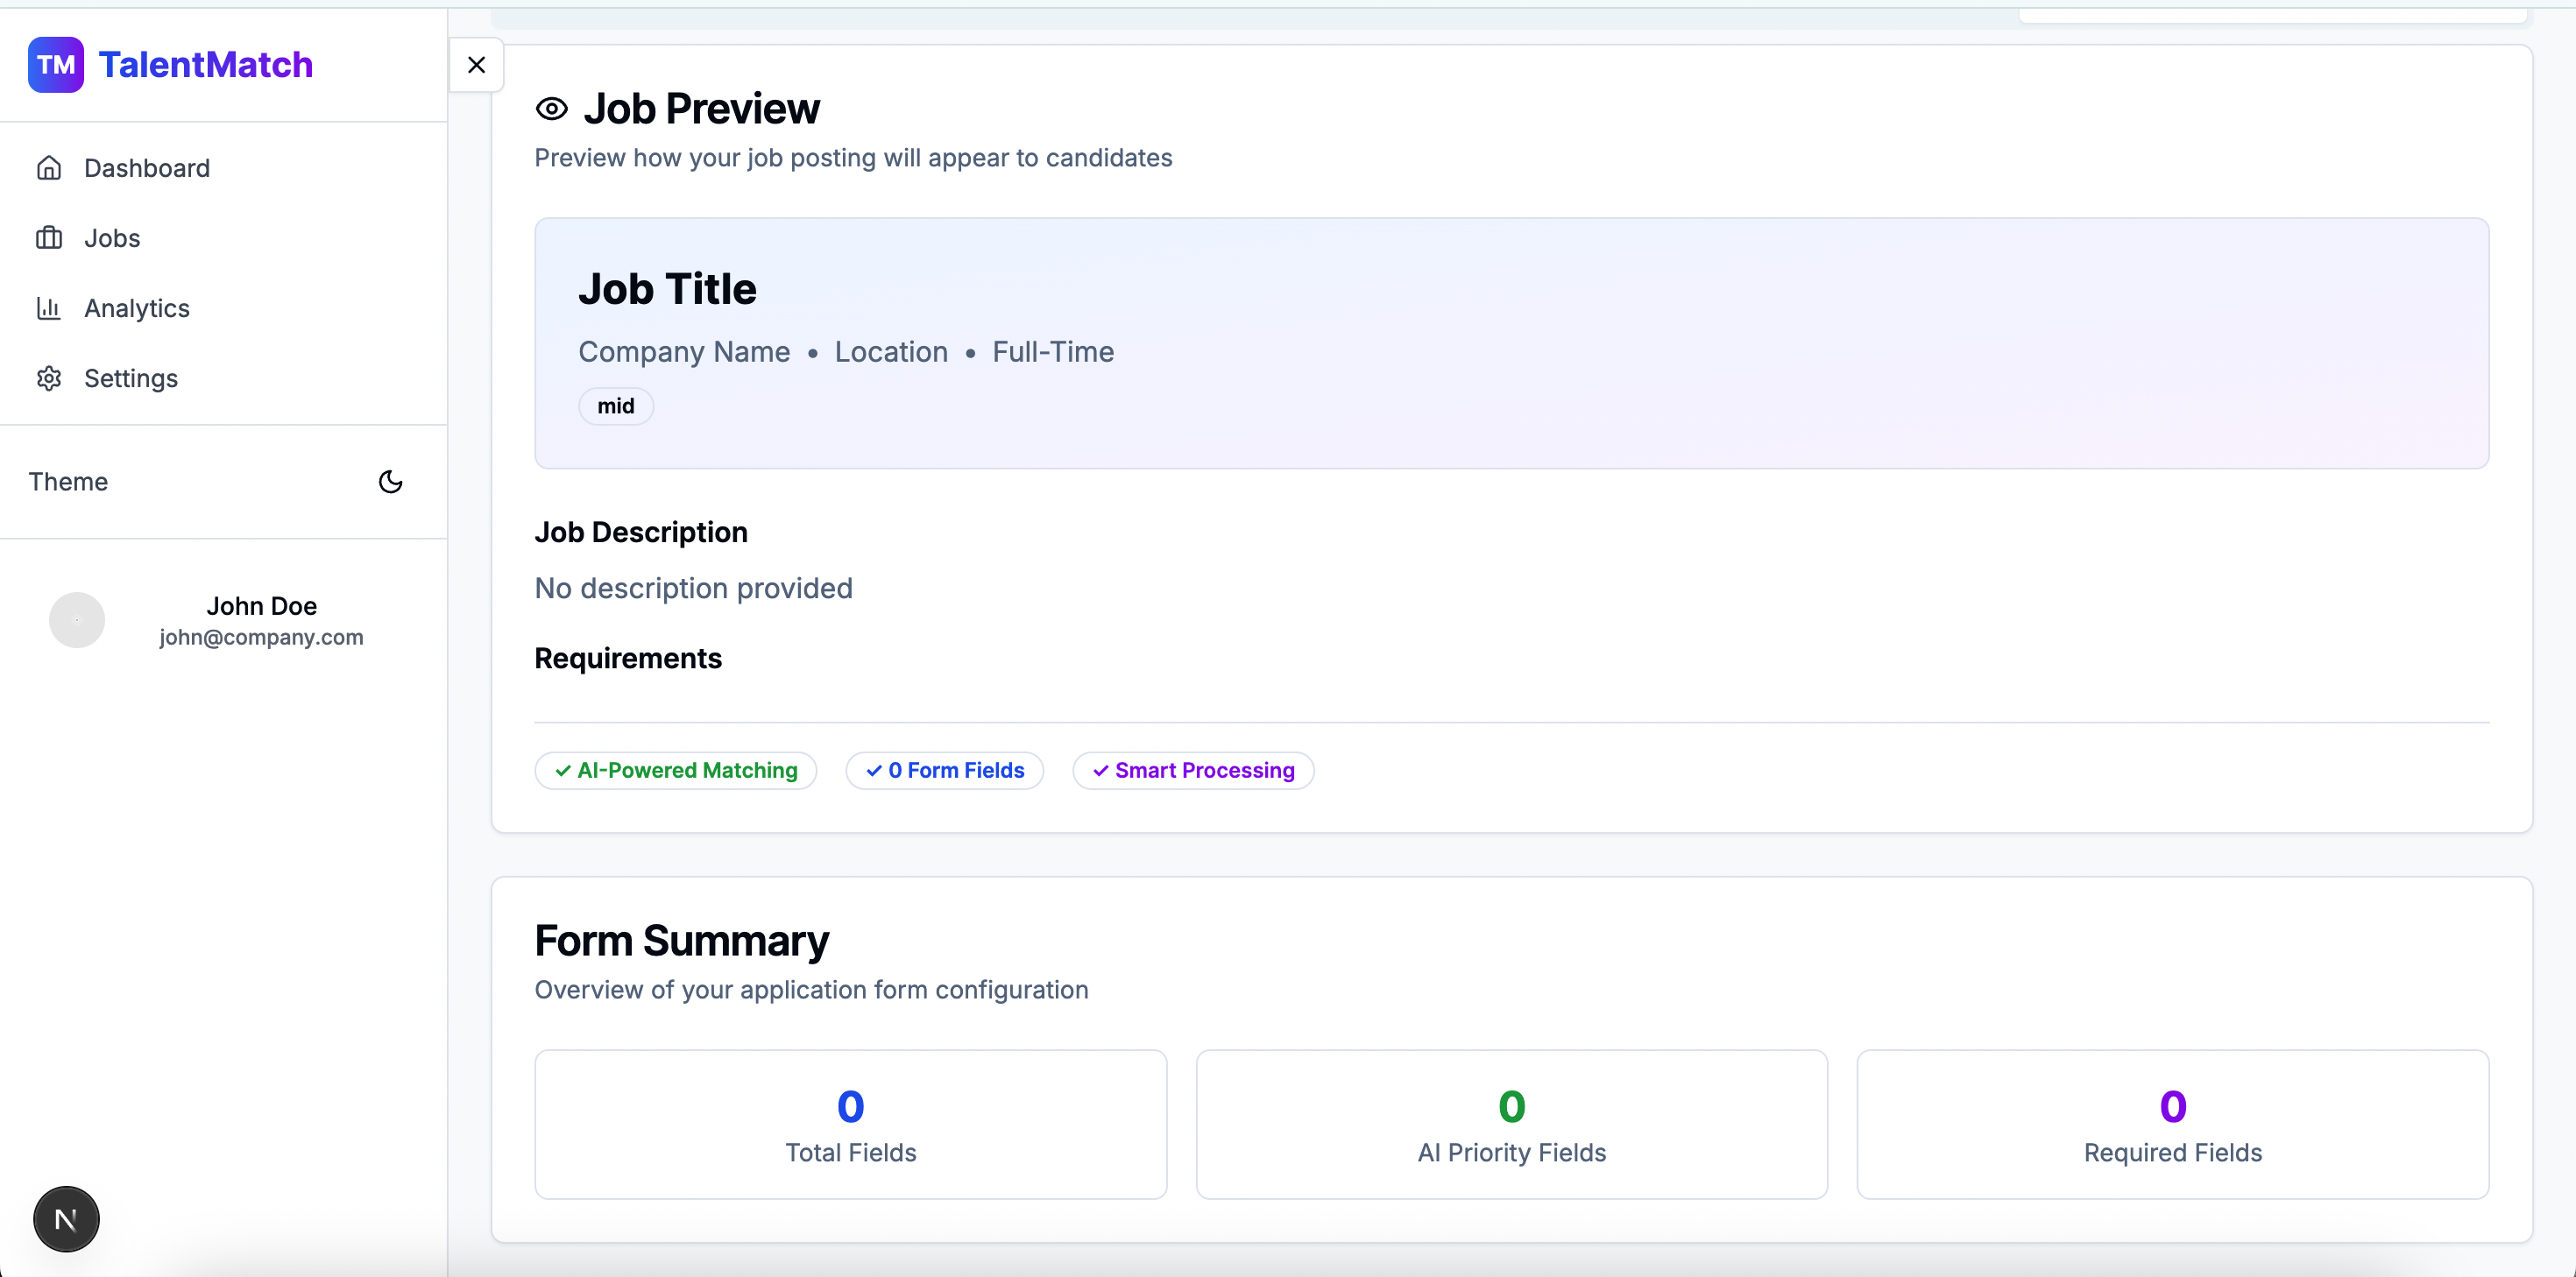 TM TalentMatch
Dashboard
Jobs
Analytics
Settings
Theme
John Doe
john@company.com
N
Job Preview
Preview how your job posting will appear to candidates
Job Title
Company Name • Location • Full-Time
mid
Job Description
No description provided
Requirements
✓ AI-Powered Matching ✓ 0 Form Fields ✓ Smart Processing
Form Summary
Overview of your application form configuration
0
Total Fields
0
AI Priority Fields
0
Required Fields